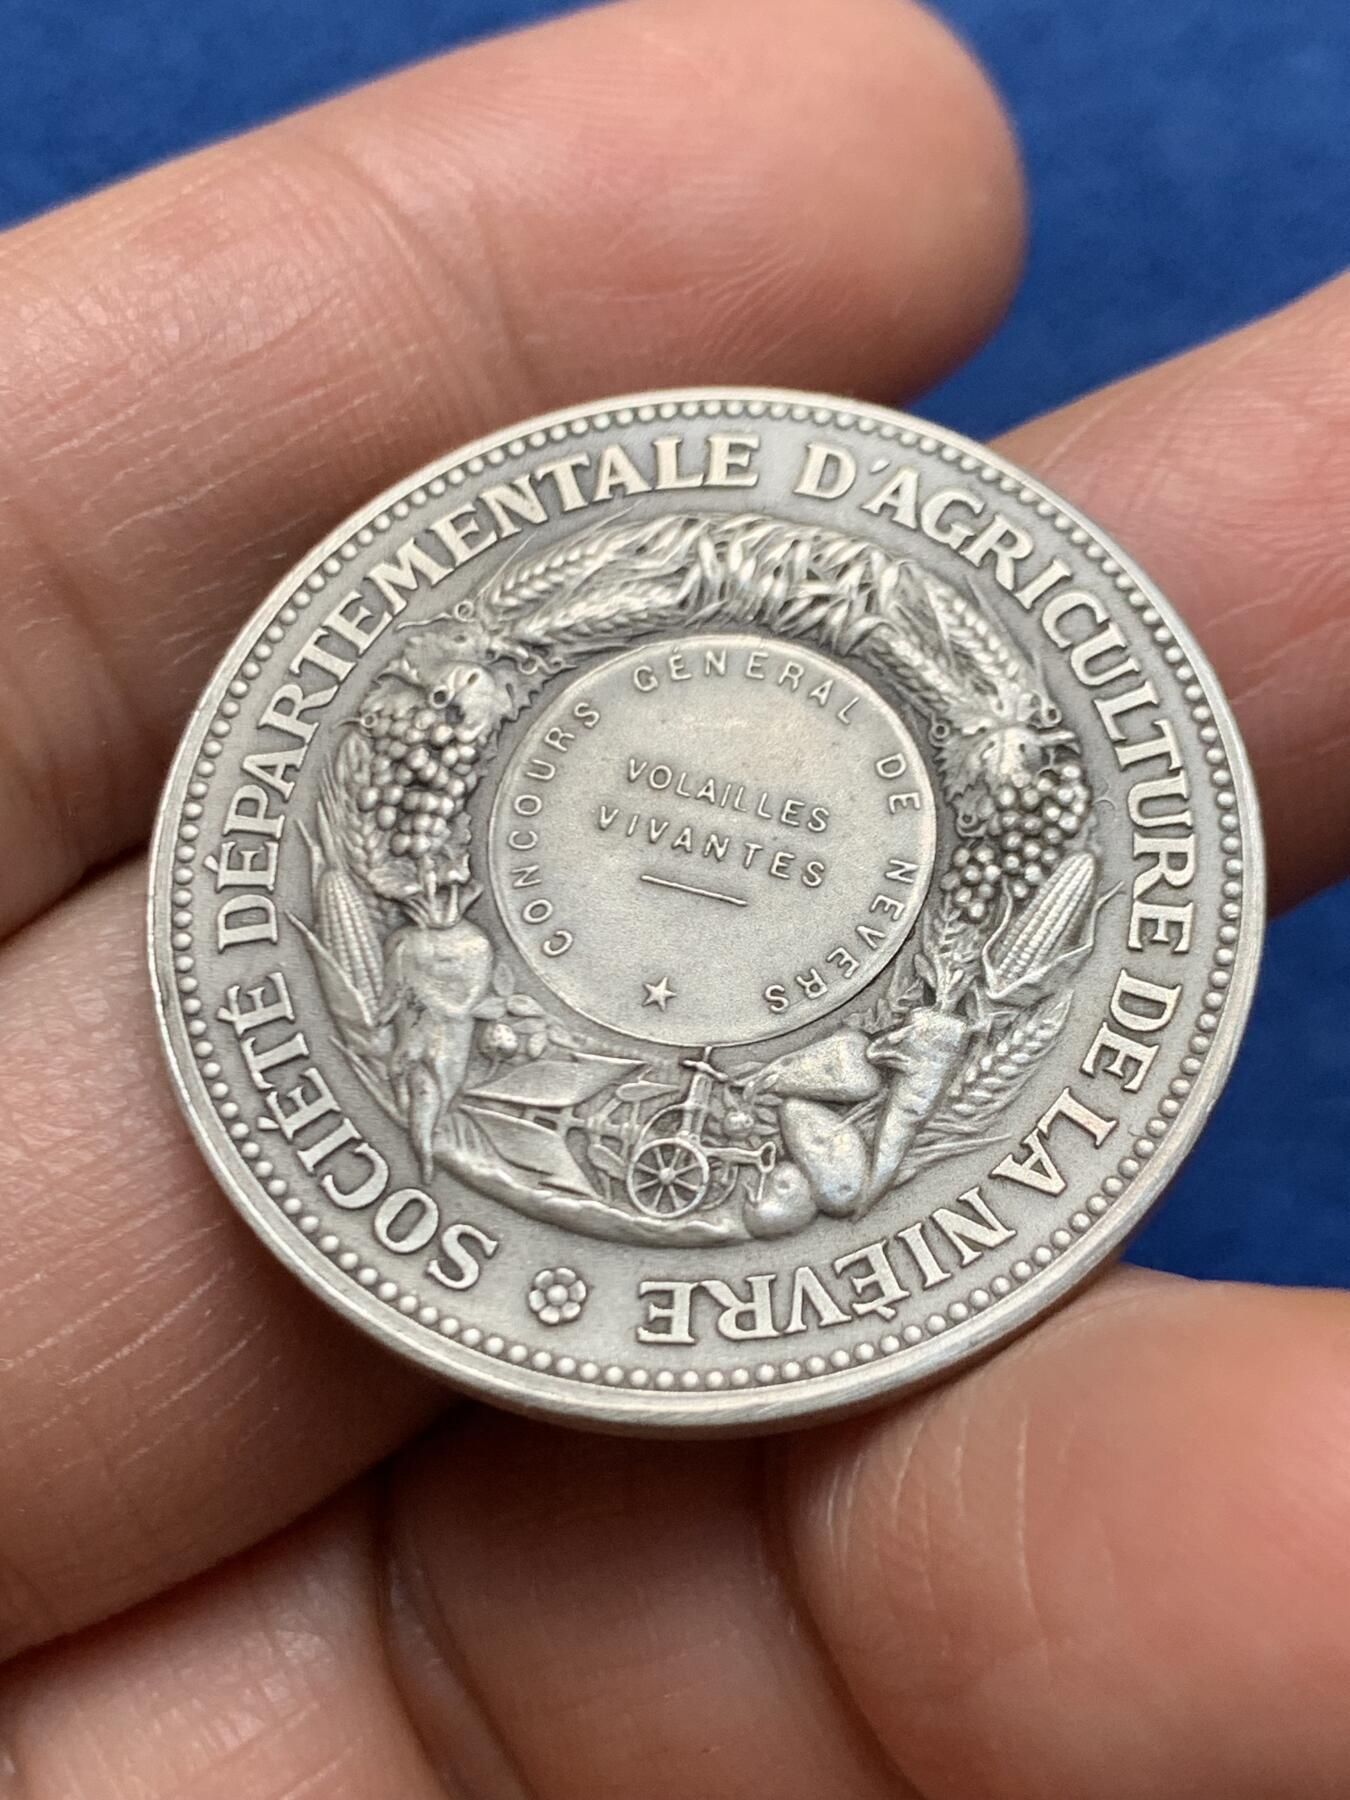 SOCIÉTÉ DÉPARTEMENTALE D'AGRICULTURE DE LA NIÈVRE
CONCOURS GÉNÉRAL DE NEVERS
VOLAILLES
VIVANTES